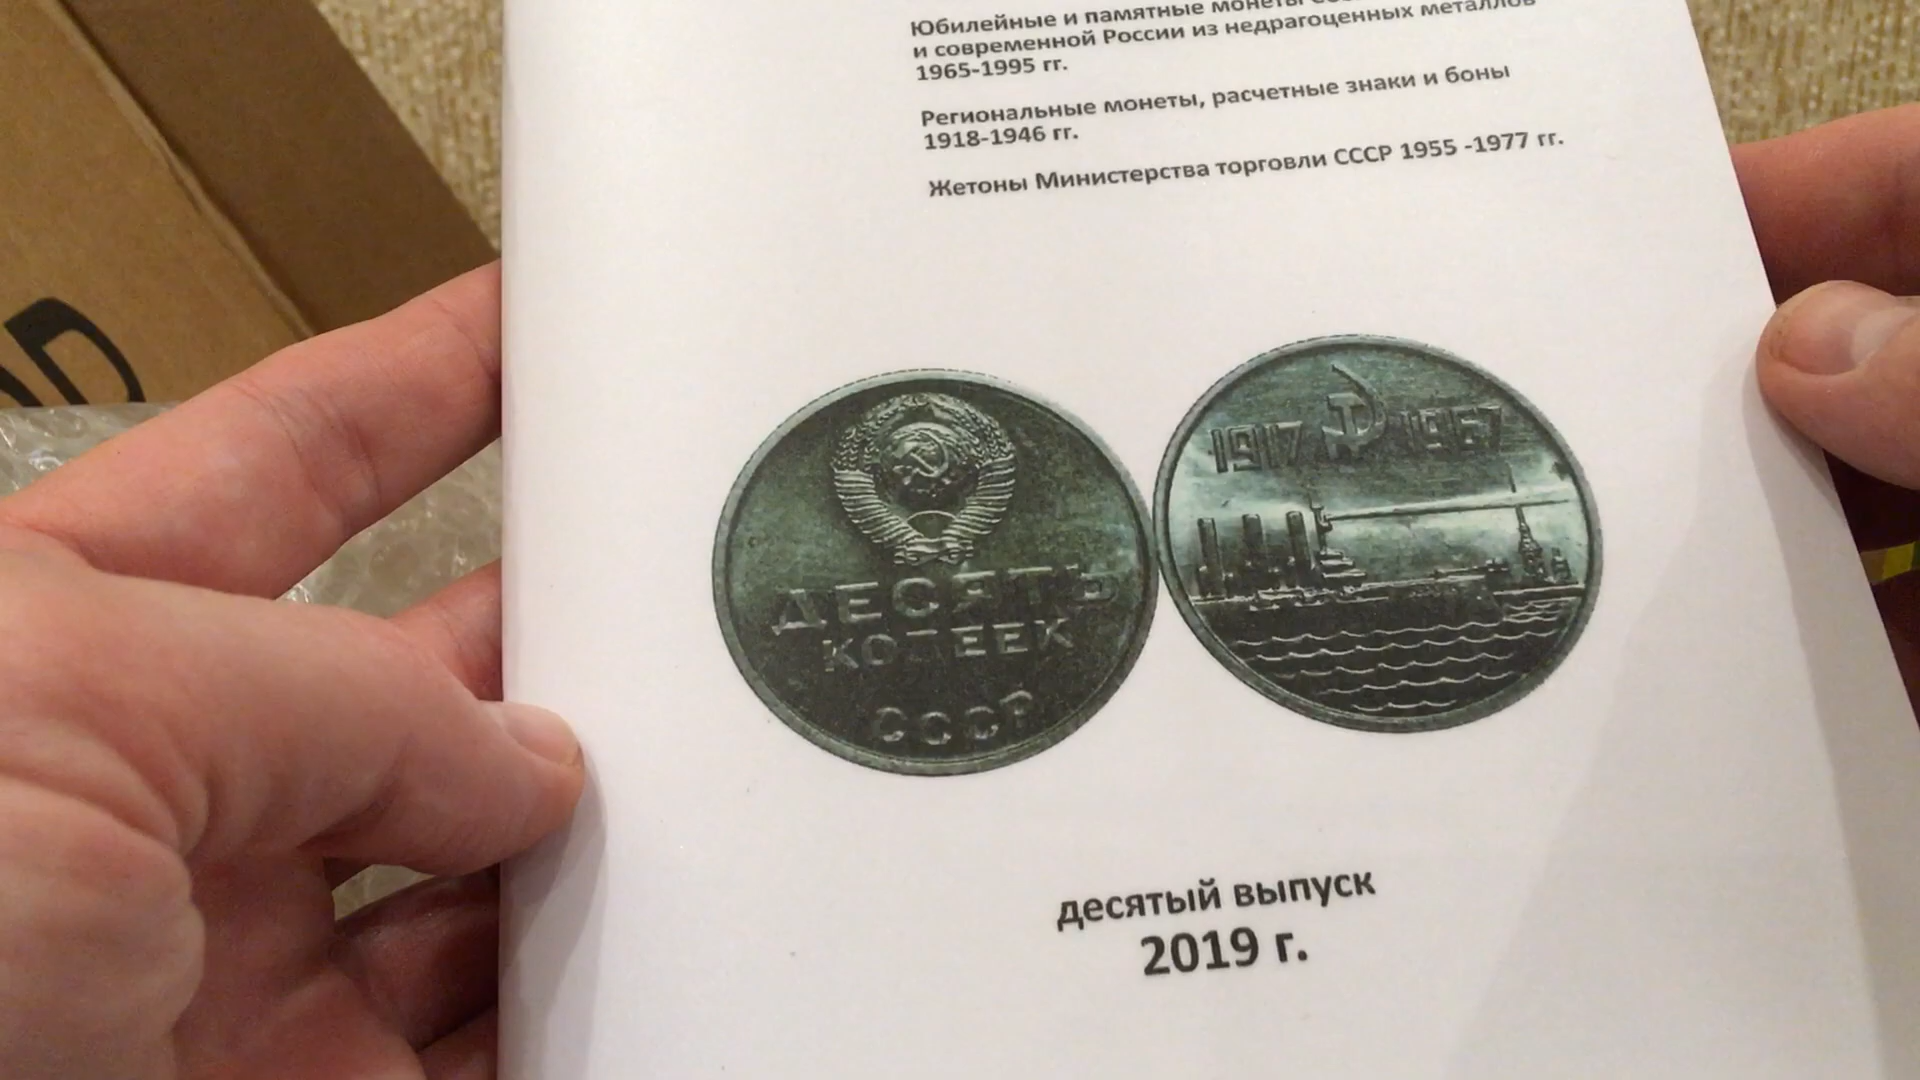 Юбилейные и памятные монеты
и современной России из недрагоценных металлов
1965-1995 гг.
Региональные монеты, расчетные знаки и боны
1918-1946 гг.
Жетоны Министерства торговли СССР 1955 -1977 гг.
1917 1967
ДЕСЯТЬ
КОПЕЕК
СССР
десятый выпуск
2019 г.